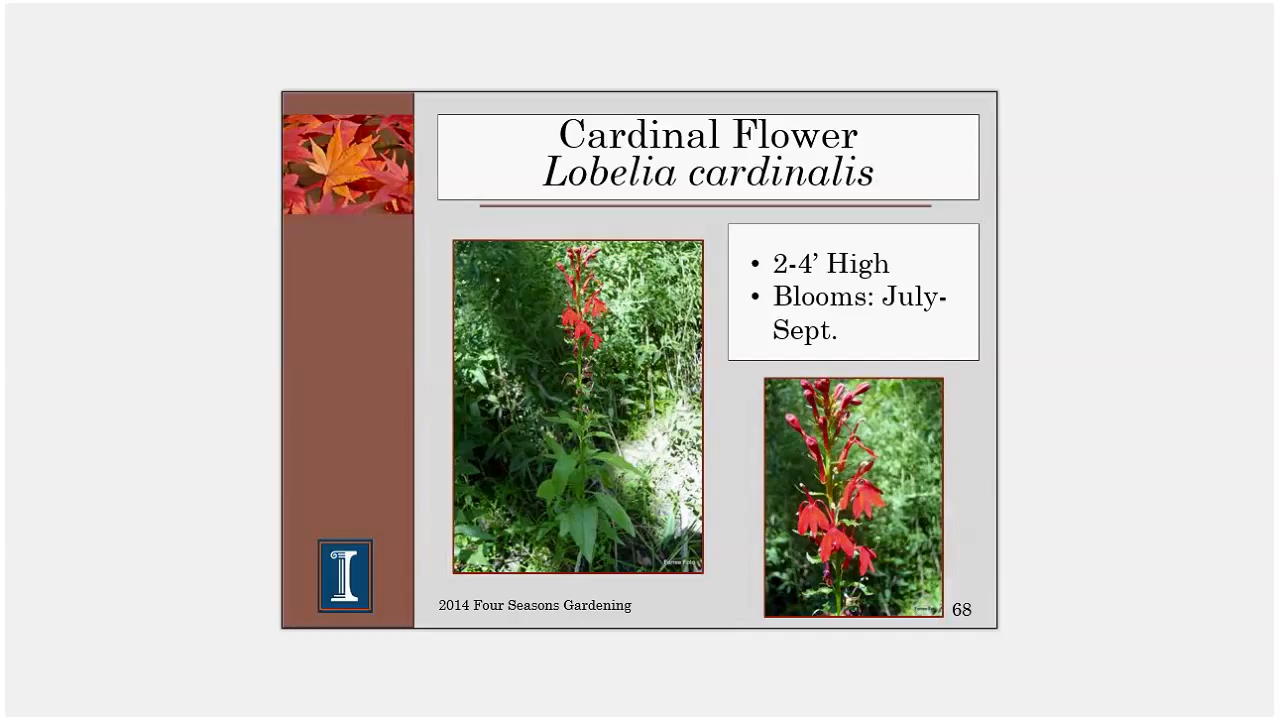 Cardinal Flower
Lobelia cardinalis
• 2-4’ High
• Blooms: July-
Sept.
I
2014 Four Seasons Gardening
68